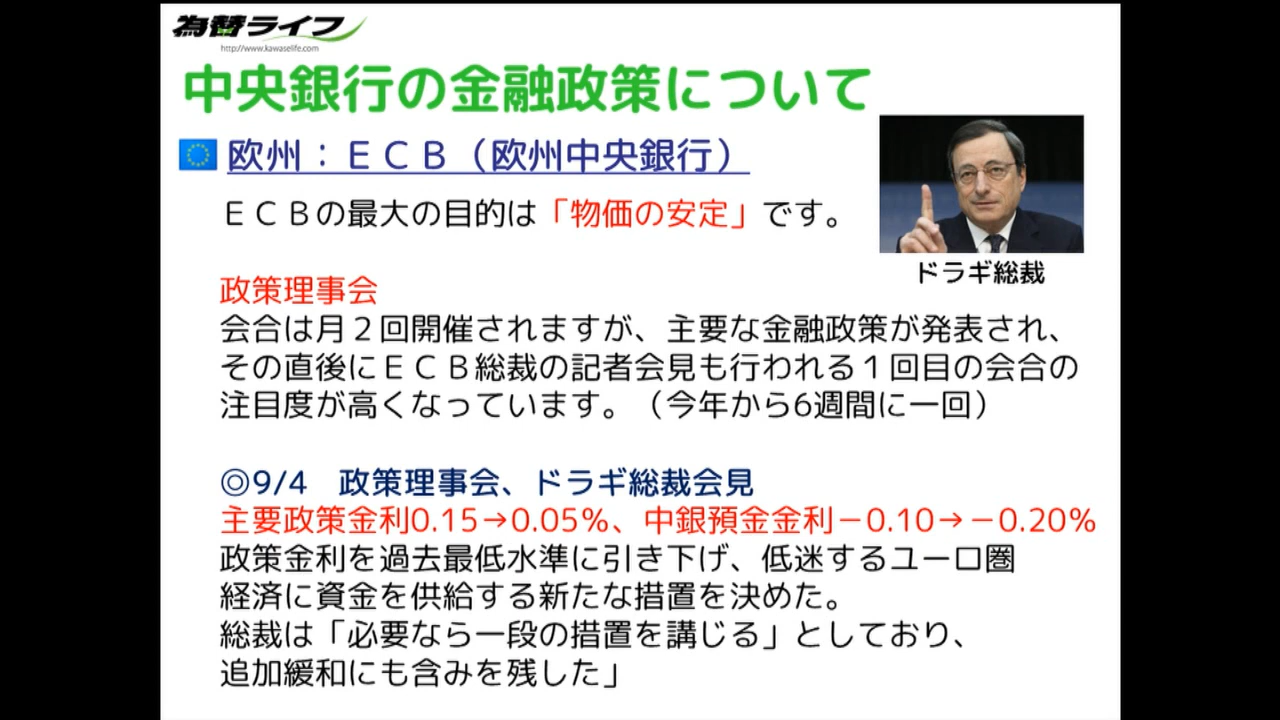 為替ライフ
http://www.kawaselife.com
中央銀行の金融政策について
欧州：ＥＣＢ（欧州中央銀行）
ＥＣＢの最大の目的は「物価の安定」です。
ドラギ総裁
政策理事会
会合は月２回開催されますが、主要な金融政策が発表され、
その直後にＥＣＢ総裁の記者会見も行われる１回目の会合の
注目度が高くなっています。（今年から6週間に一回）
◎9/4　政策理事会、ドラギ総裁会見
主要政策金利0.15→0.05%、中銀預金金利－0.10→－0.20%
政策金利を過去最低水準に引き下げ、低迷するユーロ圏
経済に資金を供給する新たな措置を決めた。
総裁は「必要なら一段の措置を講じる」としており、
追加緩和にも含みを残した」